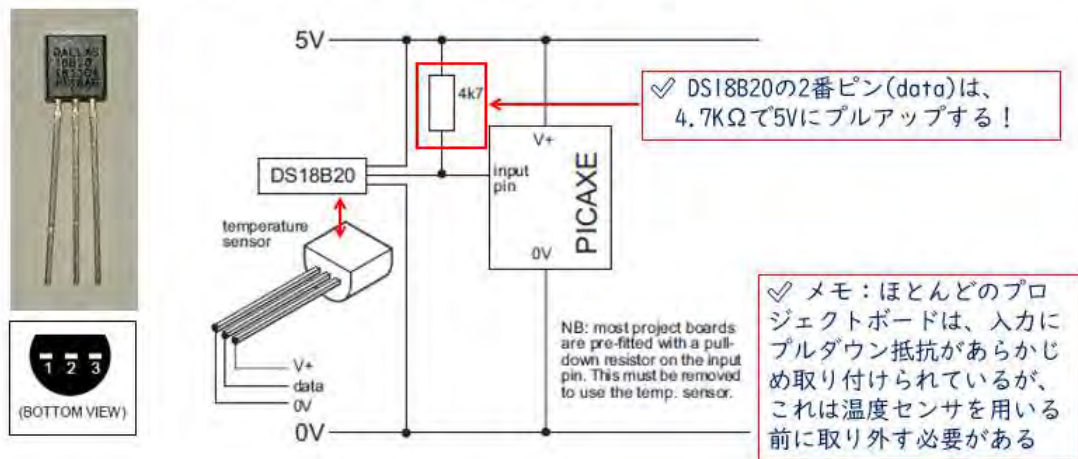 DALLAS
18B20
1 2 3
(BOTTOM VIEW)
5V
4k7
✓ DS18B20の2番ピン(data)は、
4.7KΩで5Vにプルアップする！
V+
DS18B20
input
pin
PICAXE
0V
temperature
sensor
V+
data
0V
NB: most project boards
are pre-fitted with a pull-
down resistor on the input
pin. This must be removed
to use the temp. sensor.
✓ メモ：ほとんどのプロ
ジェクトボードは、入力に
プルダウン抵抗があらかじ
め取り付けられているが、
これは温度センサを用いる
前に取り外す必要がある
0V